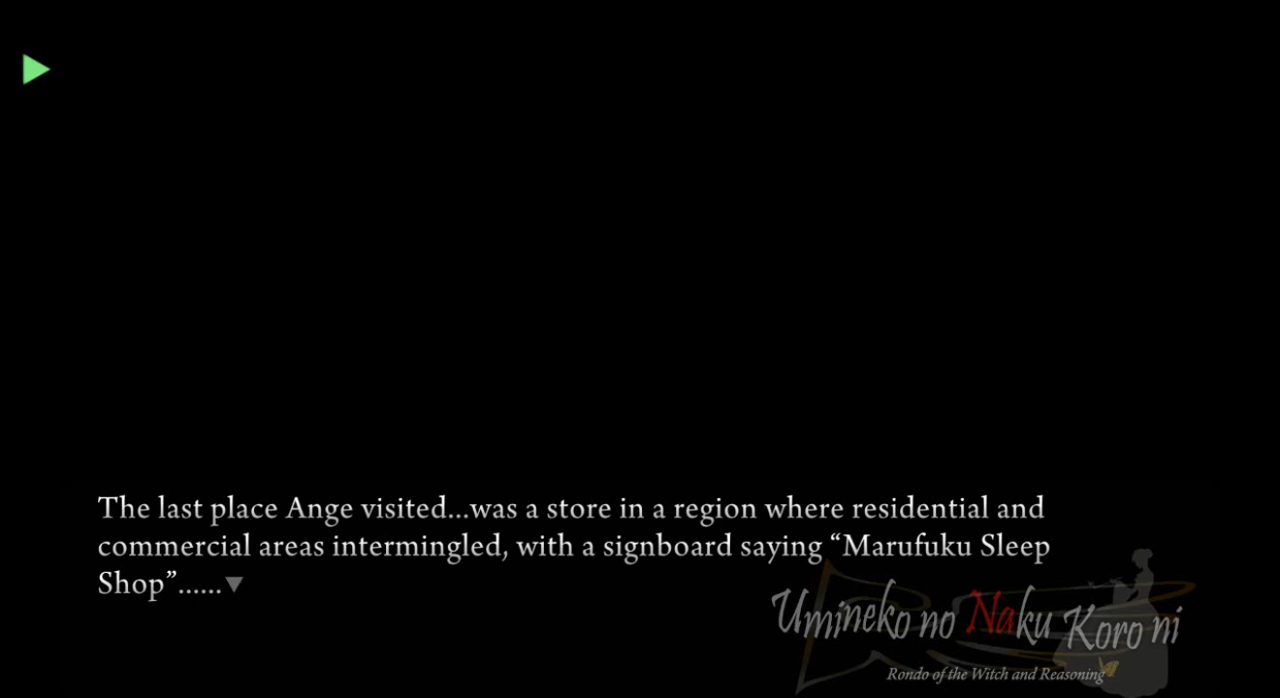 The last place Ange visited...was a store in a region where residential and
commercial areas intermingled, with a signboard saying “Marufuku Sleep
Shop”......
Umineko no Naku Koro ni
Rondo of the Witch and Reasoning